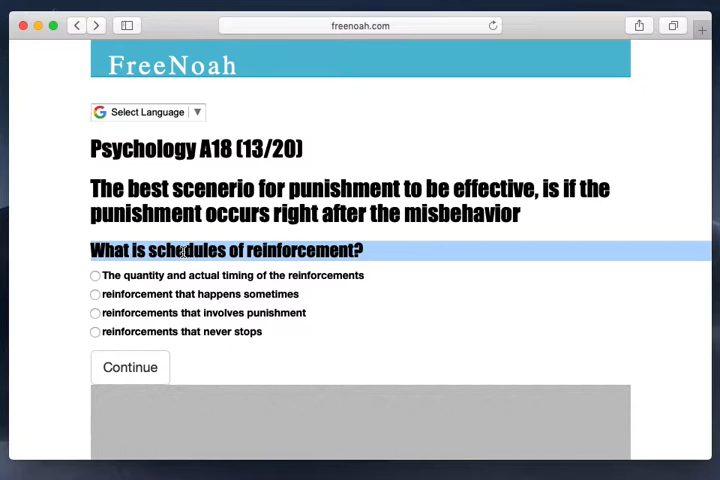 freenoah.com
FreeNoah
Select Language
Psychology A18 (13/20)
The best scenerio for punishment to be effective, is if the
punishment occurs right after the misbehavior
What is schedules of reinforcement?
The quantity and actual timing of the reinforcements
reinforcement that happens sometimes
reinforcements that involves punishment
reinforcements that never stops
Continue